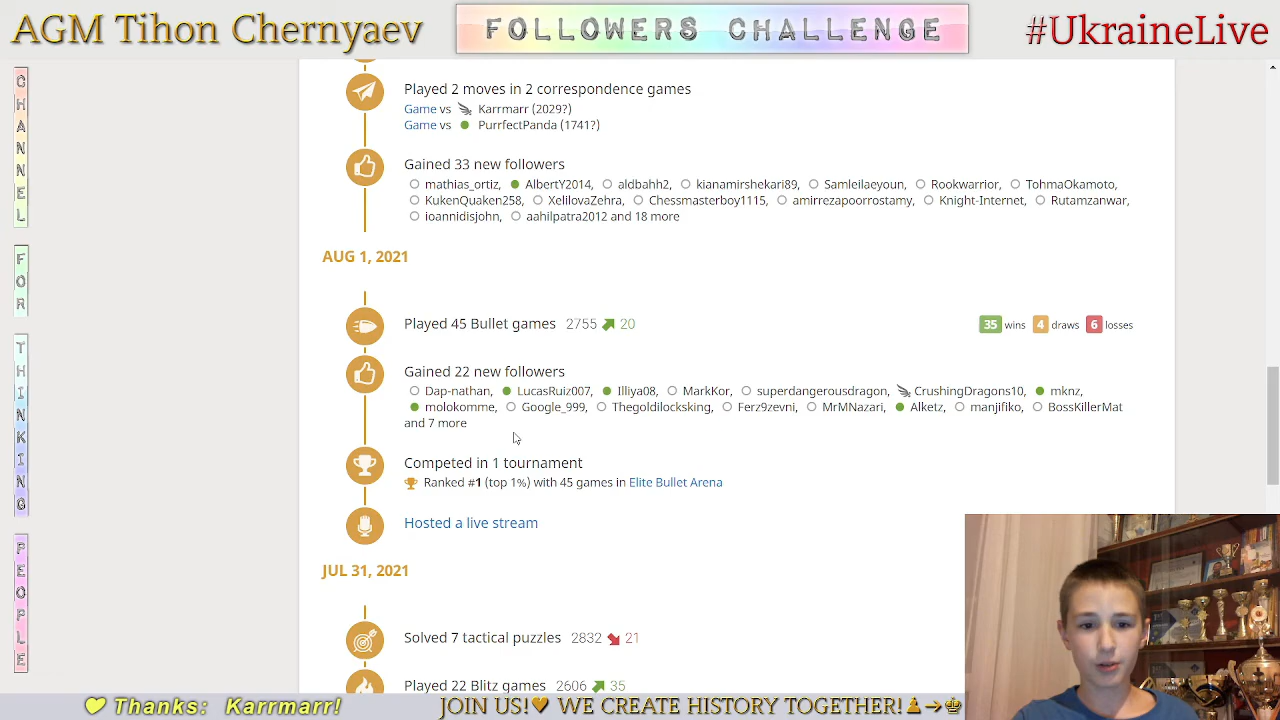 AGM Tihon Chernyaev
FOLLOWERS CHALLENGE
#UkraineLive
CHANNEL
FOR
THINKING
PEOPLE
Played 2 moves in 2 correspondence games
Game vs Karrmarr (2029?)
Game vs PurrfectPanda (1741?)
Gained 33 new followers
mathias_ortiz, AlbertY2014, aldbahh2, kianamirshekari89, Samleilaeyoun, Rookwarrior, TohmaOkamoto,
KukenQuaken258, XelilovaZehra, Chessmasterboy1115, amirrezapoorrostamy, Knight-Internet, Rutamzanwar,
ioannidisjohn, aahilpatra2012 and 18 more
AUG 1, 2021
Played 45 Bullet games 2755 20
35 wins 4 draws 6 losses
Gained 22 new followers
Dap-nathan, LucasRuiz007, Illiya08, MarkKor, superdangerousdragon, CrushingDragons10, mknz,
molokomme, Google_999, Thegoldilocksking, Ferz9zevni, MrMNazari, Alketz, manjifiko, BossKillerMat
and 7 more
Competed in 1 tournament
Ranked #1 (top 1%) with 45 games in Elite Bullet Arena
Hosted a live stream
JUL 31, 2021
Solved 7 tactical puzzles 2832 21
Played 22 Blitz games 2606 35
Thanks: Karrmarr!
JOIN US! WE CREATE HISTORY TOGETHER!